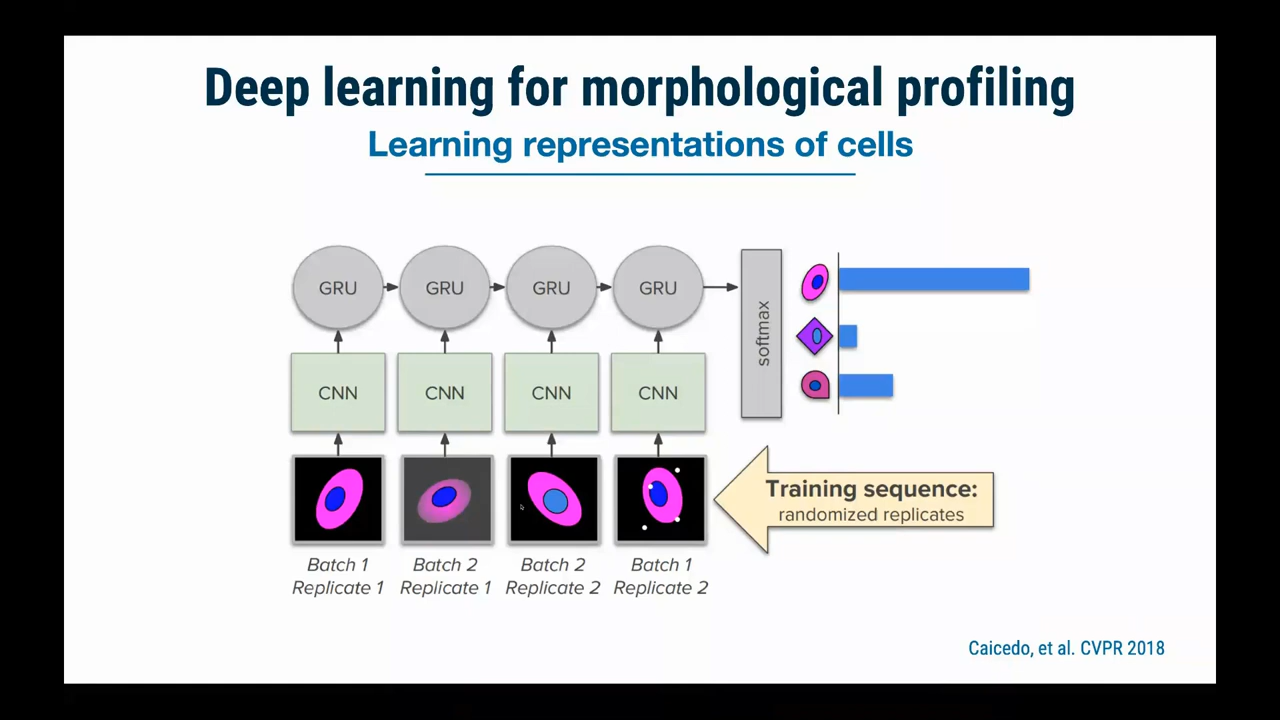 Deep learning for morphological profiling
Learning representations of cells
GRU GRU GRU GRU
softmax
CNN CNN CNN CNN
Training sequence:
randomized replicates
Batch 1 Batch 2 Batch 2 Batch 1
Replicate 1 Replicate 1 Replicate 2 Replicate 2
Caicedo, et al. CVPR 2018